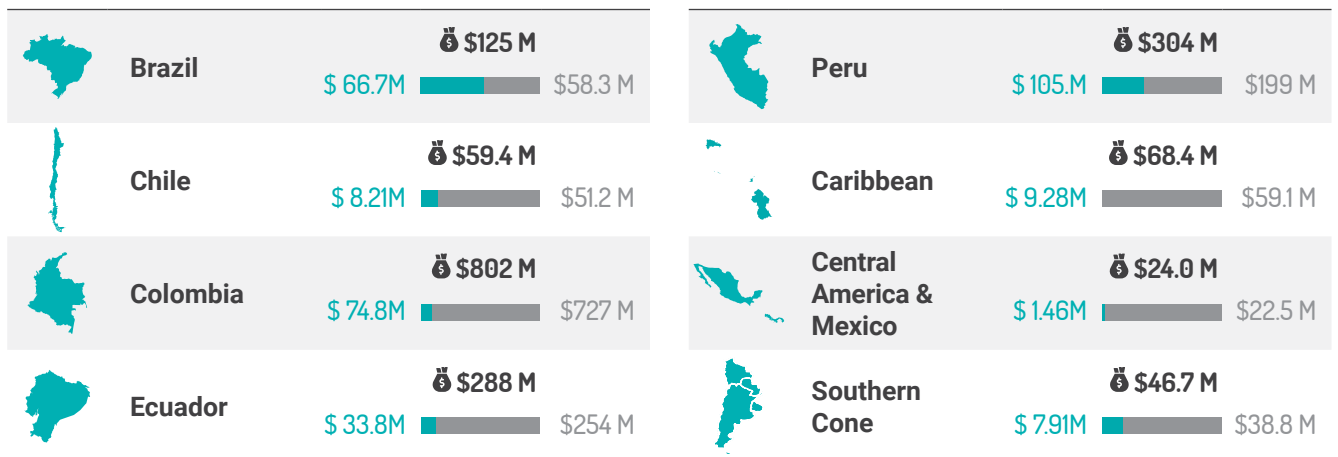 $125 M
Brazil
$ 66.7M $58.3 M
$59.4 M
Chile
$ 8.21M $51.2 M
$802 M
Colombia
$ 74.8M $727 M
$288 M
Ecuador
$ 33.8M $254 M
$304 M
Peru
$ 105.M $199 M
$68.4 M
Caribbean
$ 9.28M $59.1 M
$24.0 M
Central
America &
Mexico
$ 1.46M $22.5 M
$46.7 M
Southern
Cone
$ 7.91M $38.8 M